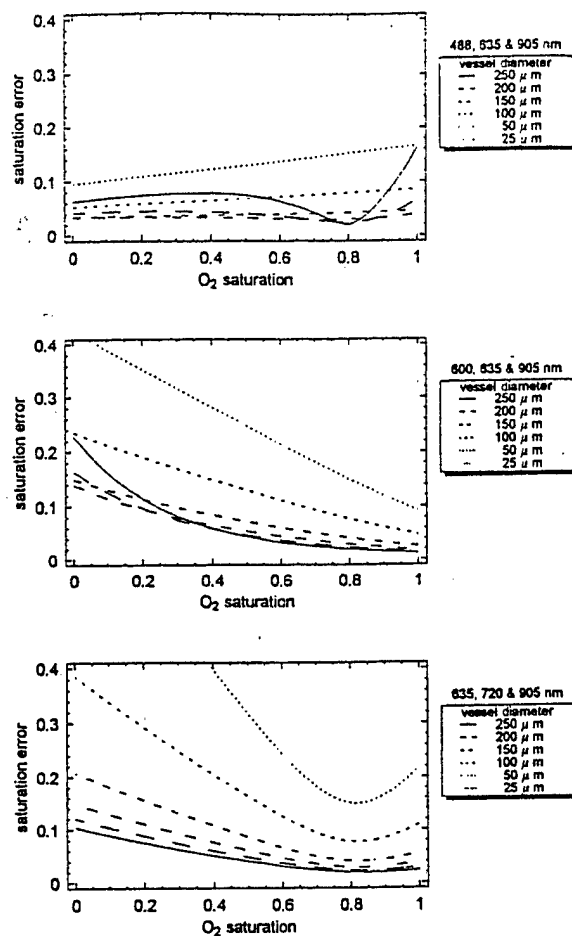 0.4
0.3
0.2
0.1
0
saturation error
0
0.2
0.4
0.6
0.8
1
O2 saturation
488, 635 & 905 nm
vessel diameter
250 μm
200 μm
150 μm
100 μm
50 μm
25 μm
0.4
0.3
0.2
0.1
0
saturation error
0
0.2
0.4
0.6
0.8
1
O2 saturation
600, 635 & 905 nm
vessel diameter
250 μm
200 μm
150 μm
100 μm
50 μm
25 μm
0.4
0.3
0.2
0.1
0
saturation error
0
0.2
0.4
0.6
0.8
1
O2 saturation
635, 720 & 905 nm
vessel diameter
250 μm
200 μm
150 μm
100 μm
50 μm
25 μm